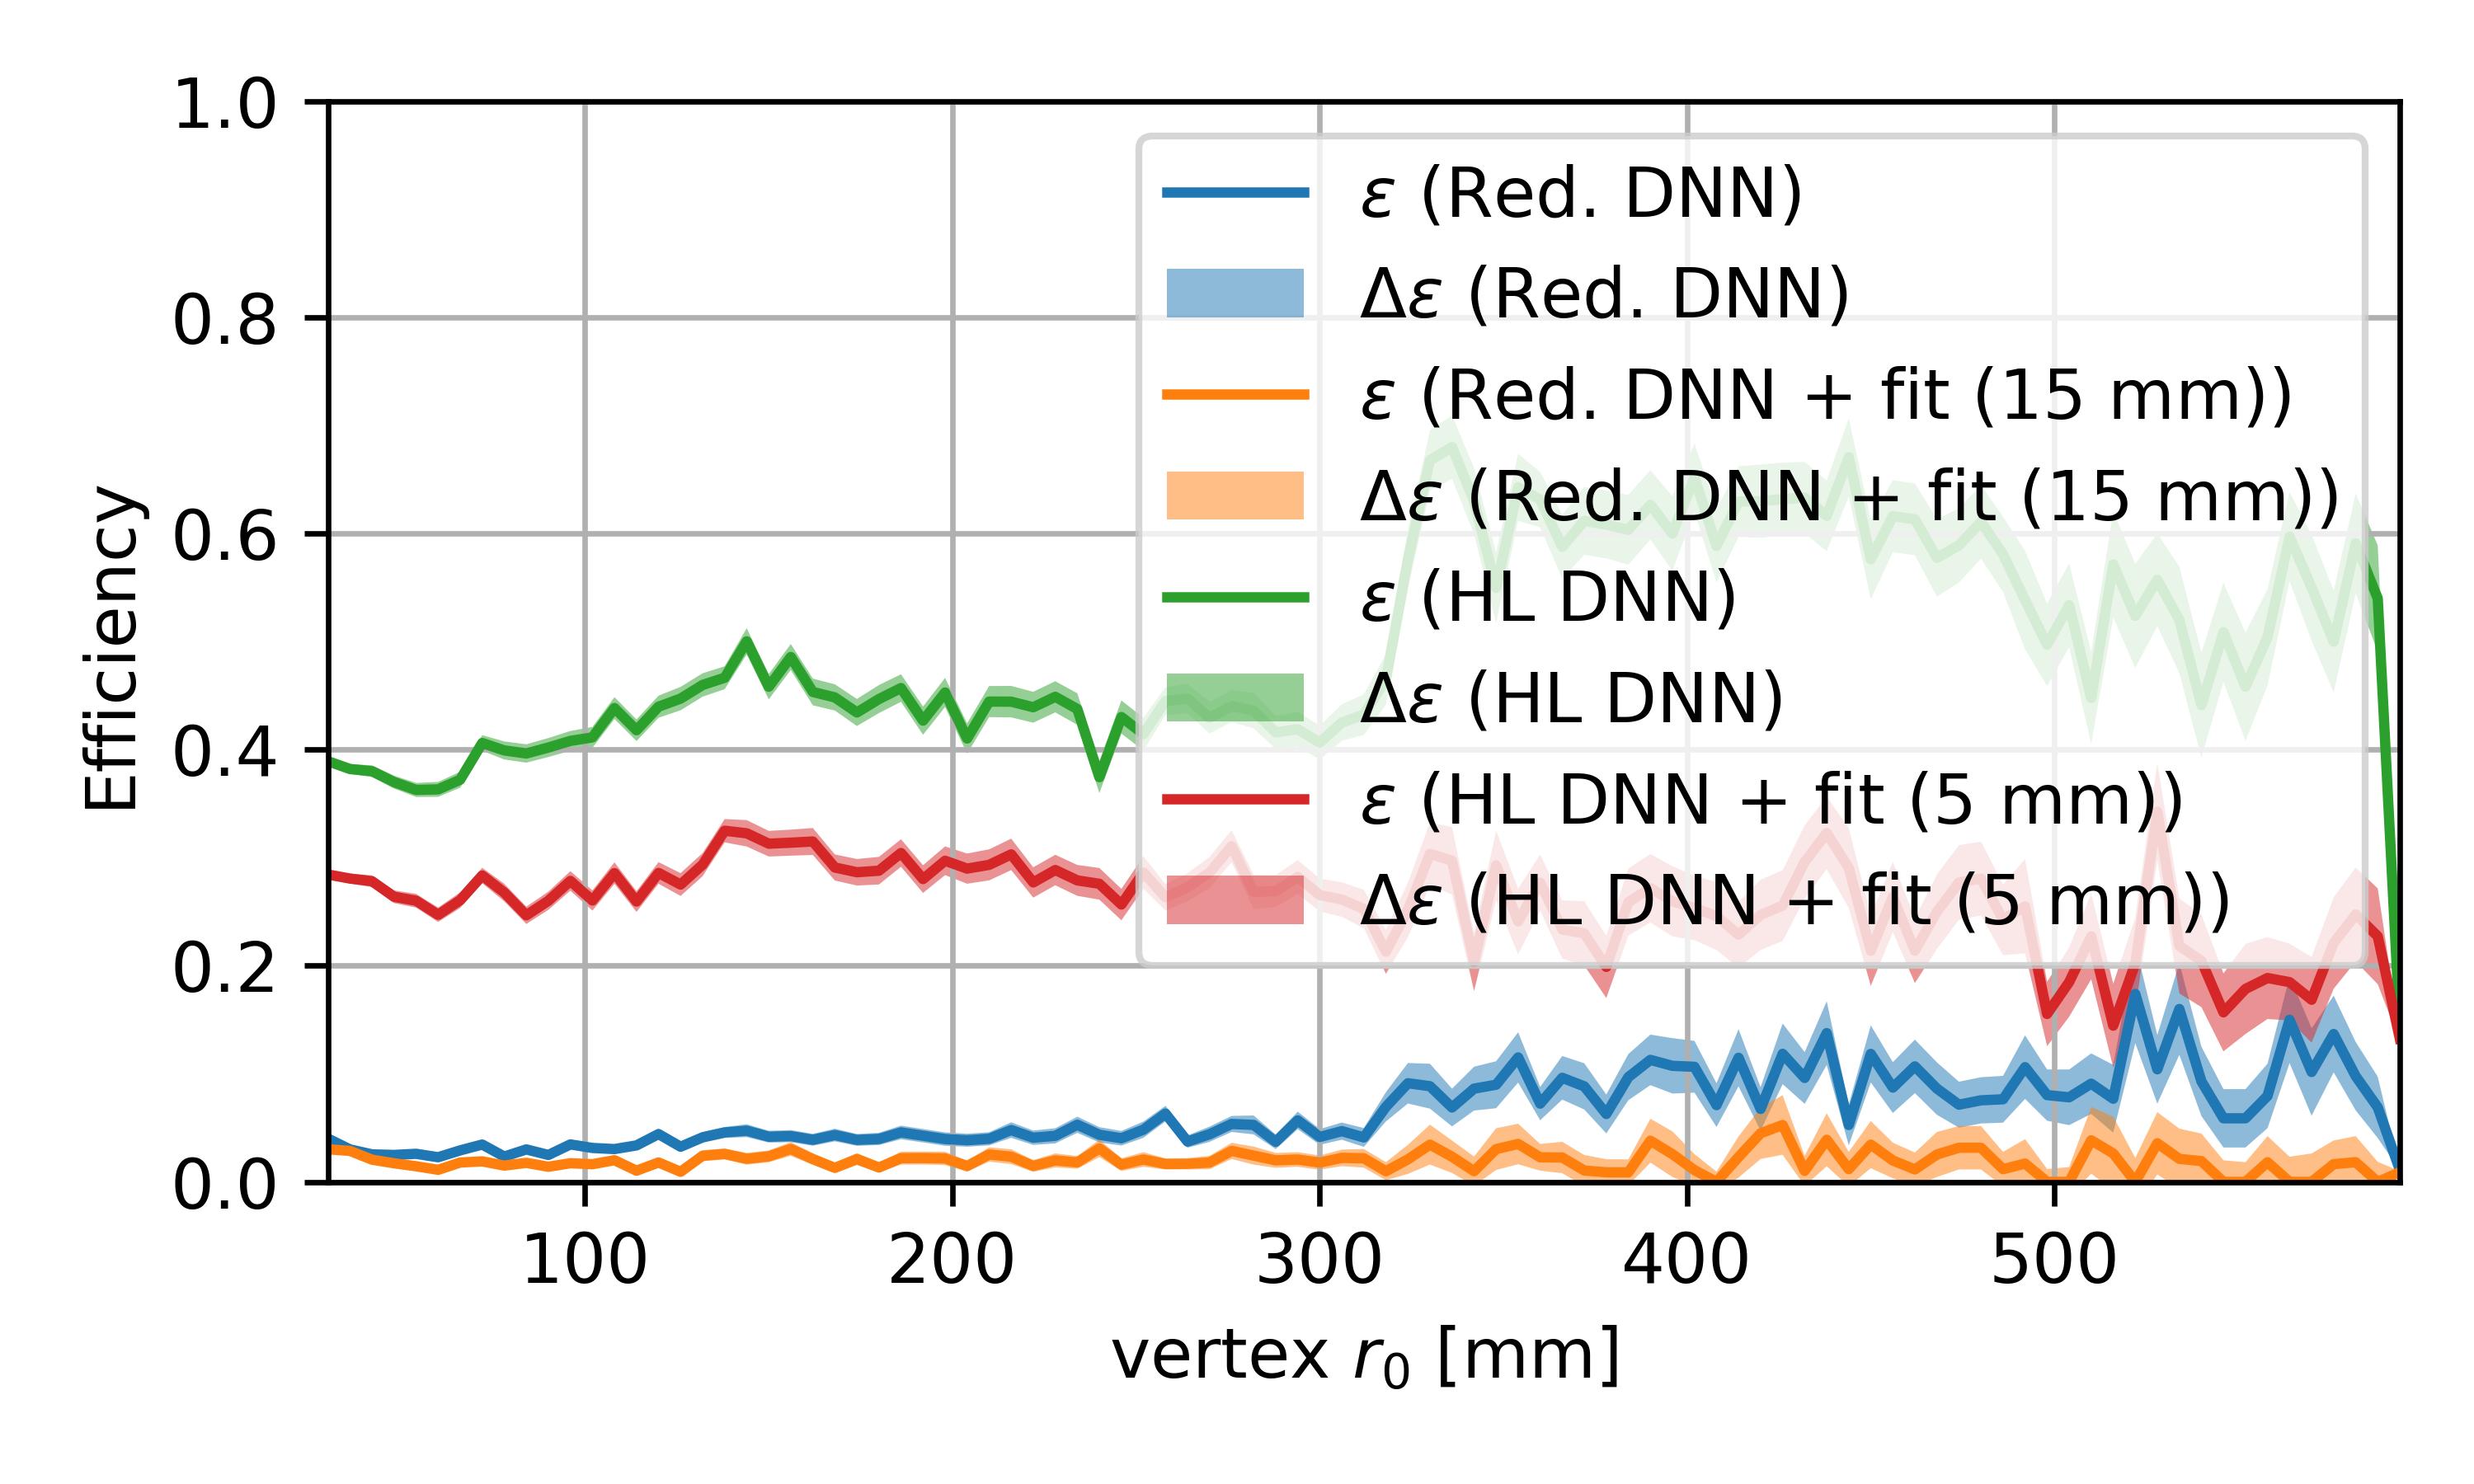 1.0
0.8
0.6
0.4
0.2
0.0
Efficiency
ε (Red. DNN)
Δε (Red. DNN)
ε (Red. DNN + fit (15 mm))
Δε (Red. DNN + fit (15 mm))
ε (HL DNN)
Δε (HL DNN)
ε (HL DNN + fit (5 mm))
Δε (HL DNN + fit (5 mm))
100 200 300 400 500
vertex r₀ [mm]